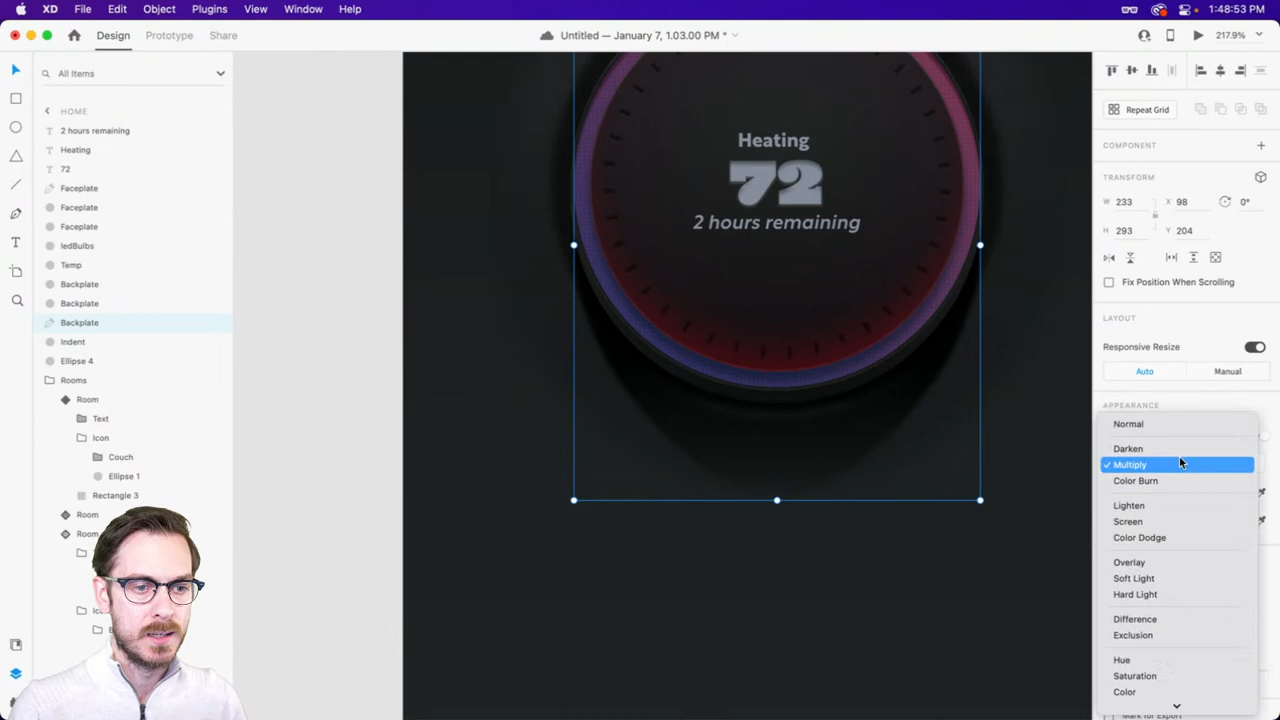 XD File Edit Object Plugins View Window Help 1:48:53 PM
Design Prototype Share Untitled — January 7, 1.03.00 PM * 217.9%
All Items
HOME
2 hours remaining
Heating
72
Faceplate
Faceplate
Faceplate
ledBulbs
Temp
Backplate
Backplate
Backplate
Indent
Ellipse 4
Rooms
Room
Text
Icon
Couch
Ellipse 1
Rectangle 3
Room
Room
Heating
72
2 hours remaining
Repeat Grid
COMPONENT
TRANSFORM
W 233 X 98 0°
H 293 Y 204
Fix Position When Scrolling
LAYOUT
Responsive Resize
Auto Manual
APPEARANCE
Normal
Darken
Multiply
Color Burn
Lighten
Screen
Color Dodge
Overlay
Soft Light
Hard Light
Difference
Exclusion
Hue
Saturation
Color
Mark for Export